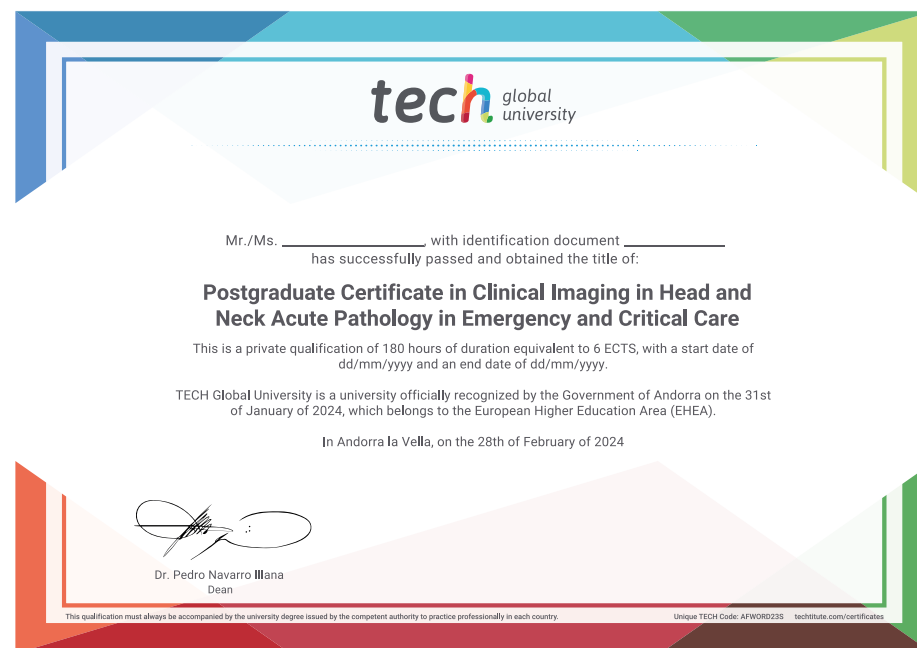 tech global
university
Mr./Ms. ____________________, with identification document ______________
has successfully passed and obtained the title of:
Postgraduate Certificate in Clinical Imaging in Head and
Neck Acute Pathology in Emergency and Critical Care
This is a private qualification of 180 hours of duration equivalent to 6 ECTS, with a start date of
dd/mm/yyyy and an end date of dd/mm/yyyy.
TECH Global University is a university officially recognized by the Government of Andorra on the 31st
of January of 2024, which belongs to the European Higher Education Area (EHEA).
In Andorra la Vella, on the 28th of February of 2024
Dr. Pedro Navarro Illana
Dean
This qualification must always be accompanied by the university degree issued by the competent authority to practice professionally in each country.
Unique TECH Code: AFWORD23S techtitute.com/certificates